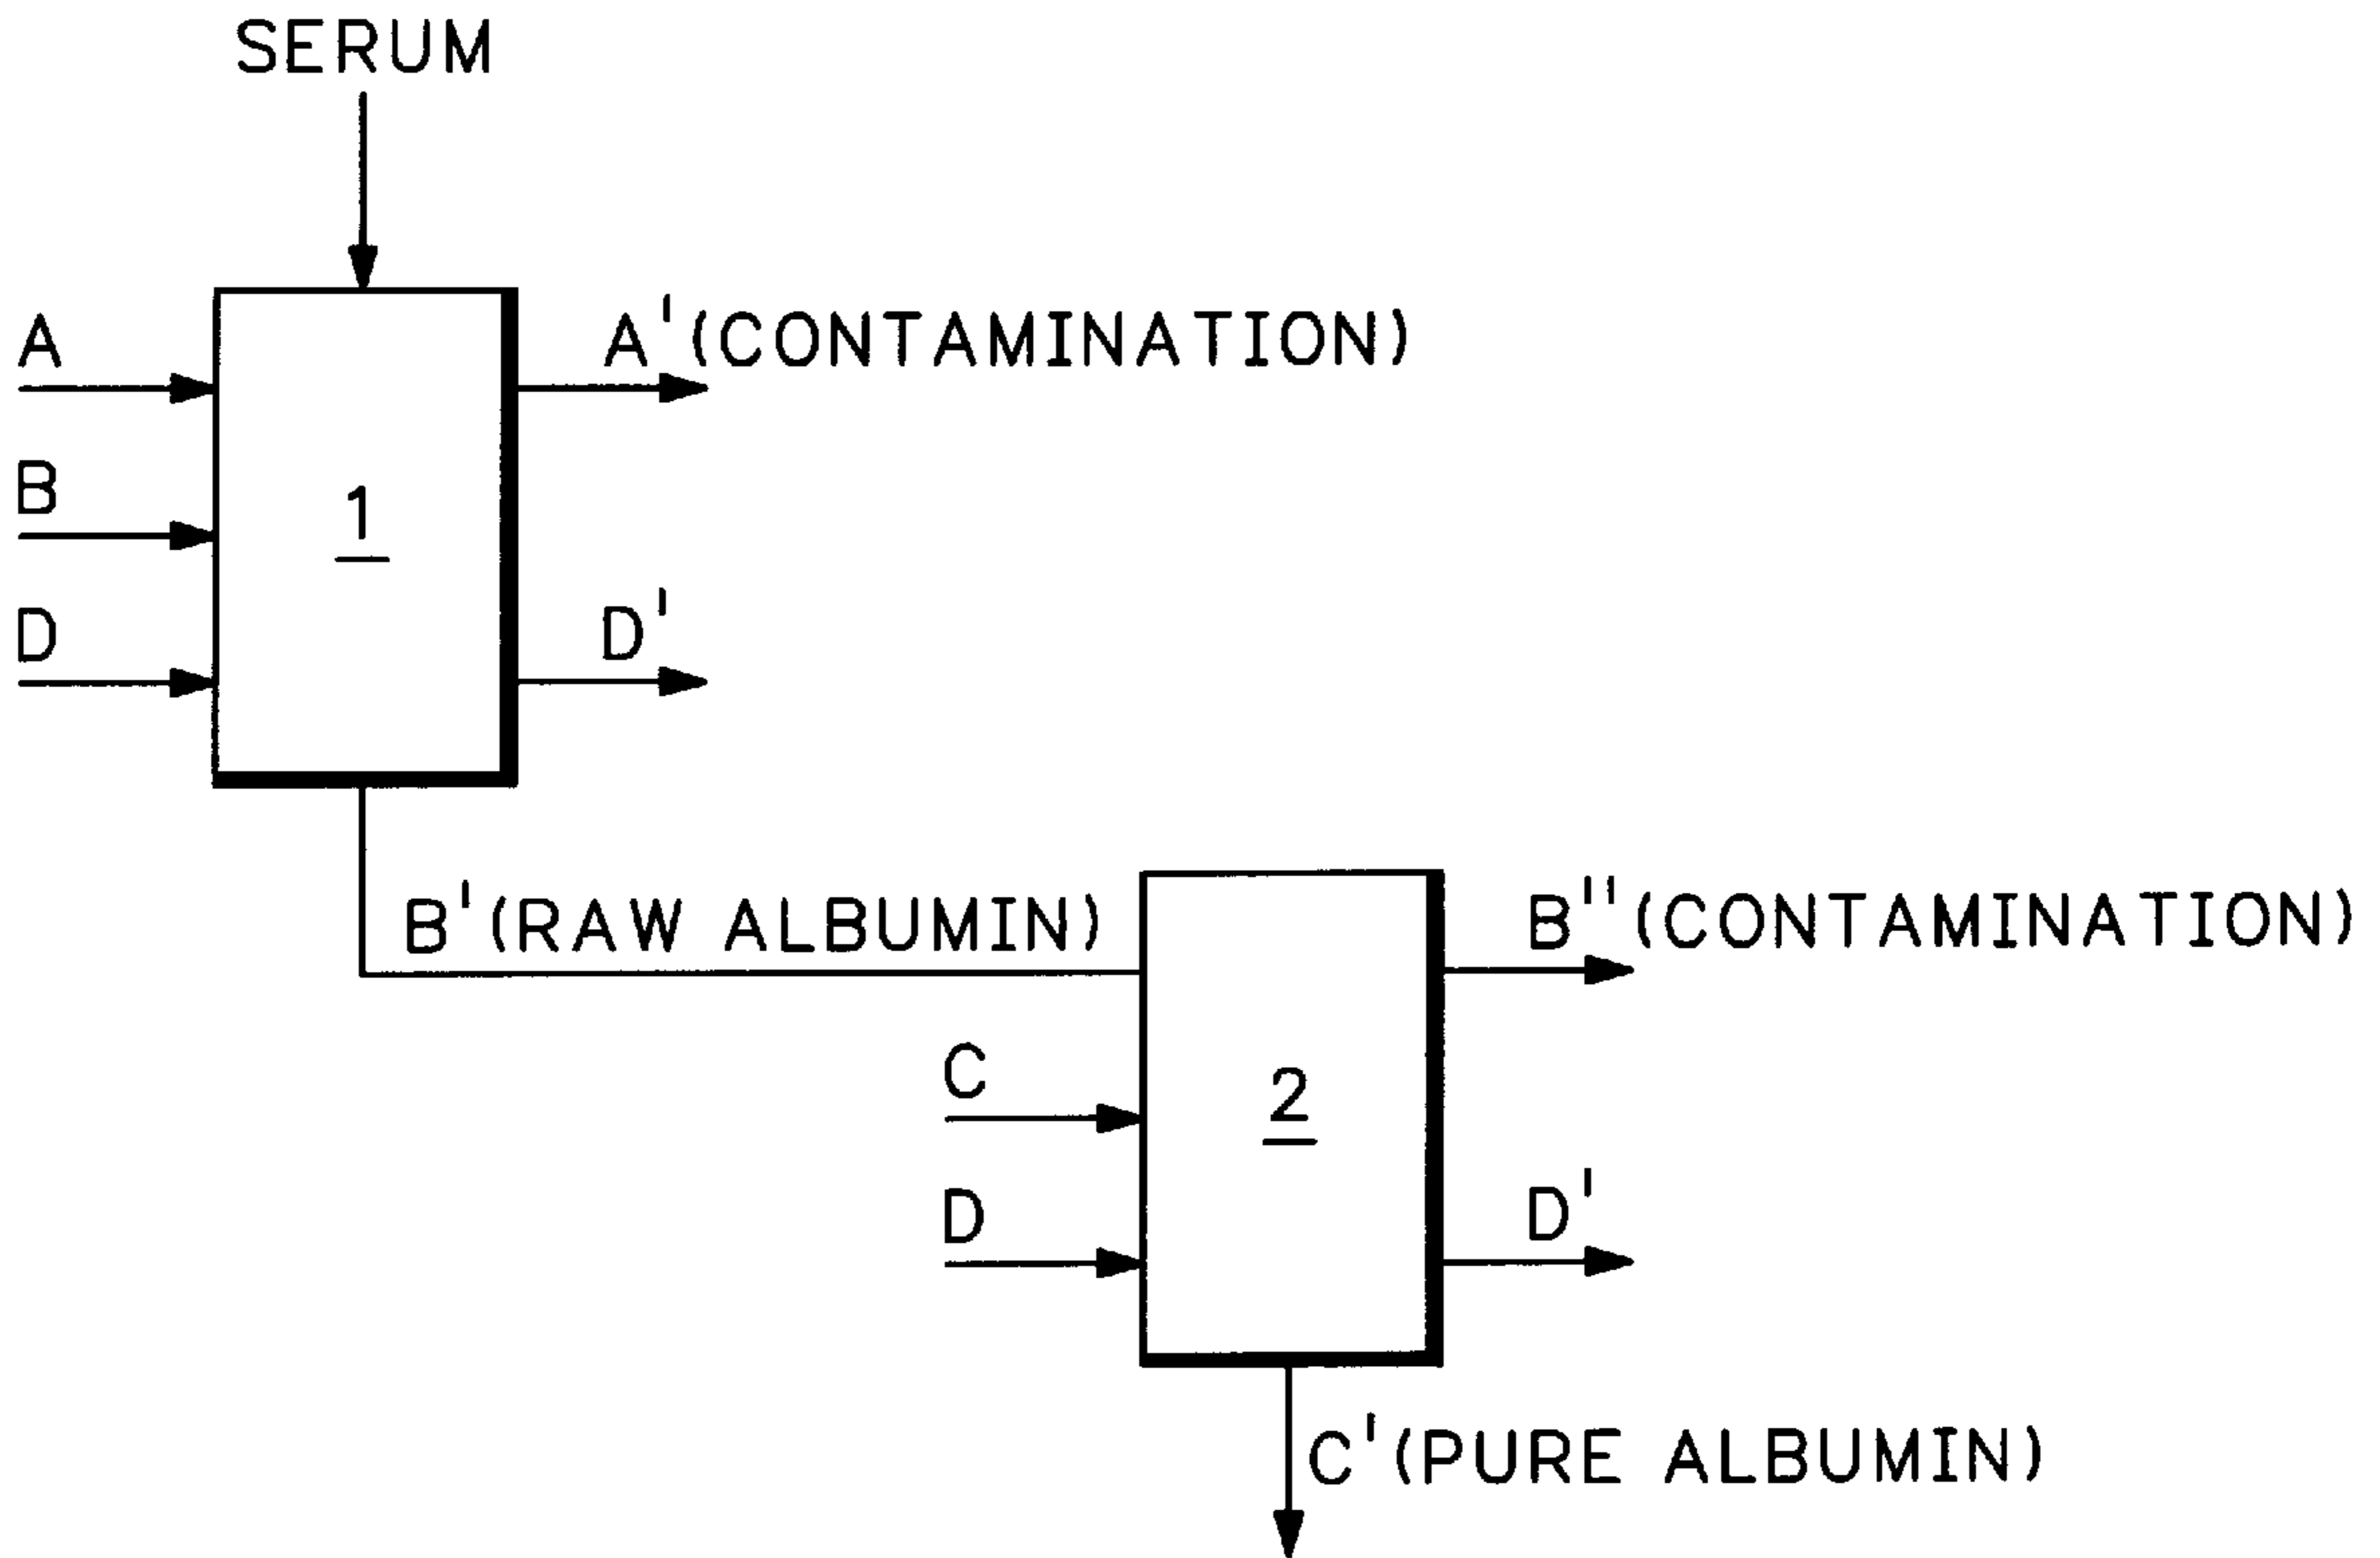 SERUM
A
A'(CONTAMINATION)
B
1
D
D'
B'(RAW ALBUMIN)
B''(CONTAMINATION)
C
2
D
D'
C'(PURE ALBUMIN)